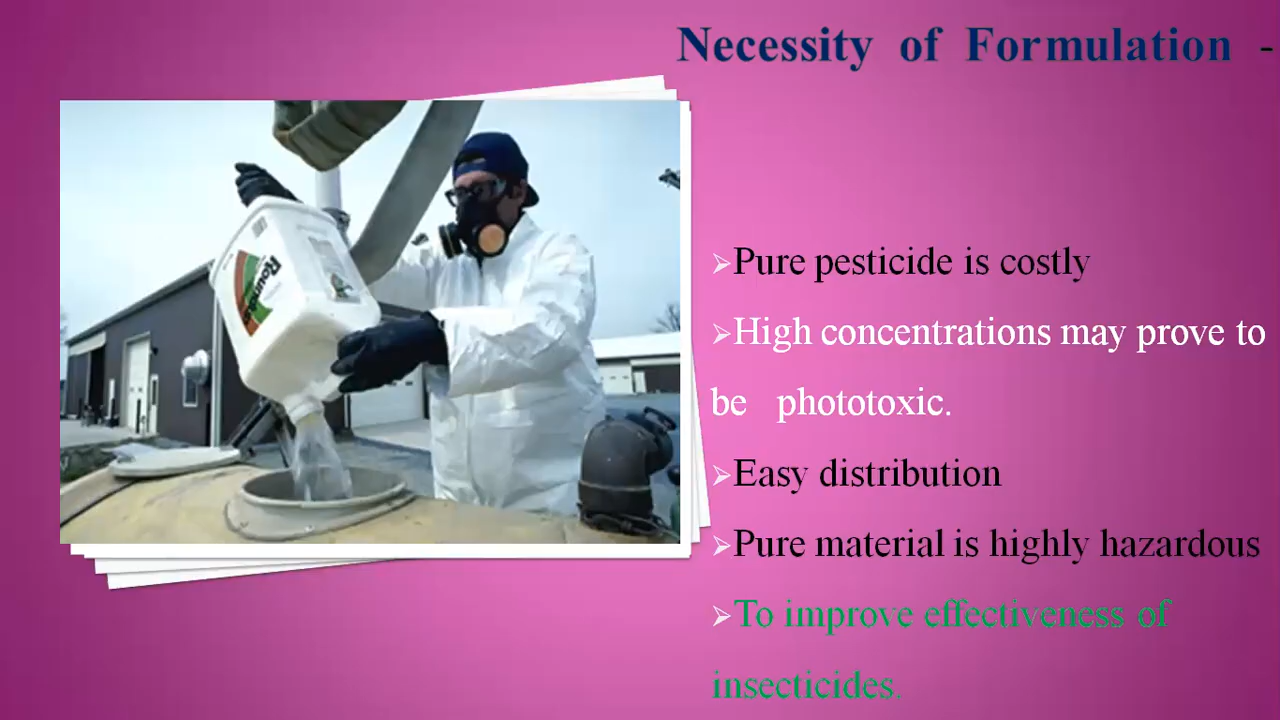 Necessity of Formulation -
➢Pure pesticide is costly
➢High concentrations may prove to
be phototoxic.
➢Easy distribution
➢Pure material is highly hazardous
➢To improve effectiveness of
insecticides.